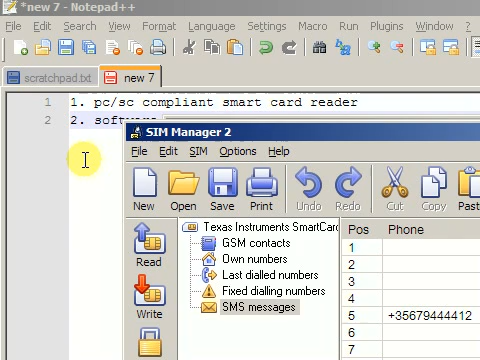 *new 7 - Notepad++
File Edit Search View Encoding Language Settings Macro Run Plugins Window ?
scratchpad.txt new 7
1 1. pc/sc compliant smart card reader
2 2. software
SIM Manager 2
File Edit SIM Options Help
New Open Save Print Undo Redo Cut Copy Past
Read
Write
Texas Instruments SmartCard
GSM contacts
Own numbers
Last dialled numbers
Fixed dialling numbers
SMS messages
Pos Phone
1
2
3
4
5 +35679444412
6
7